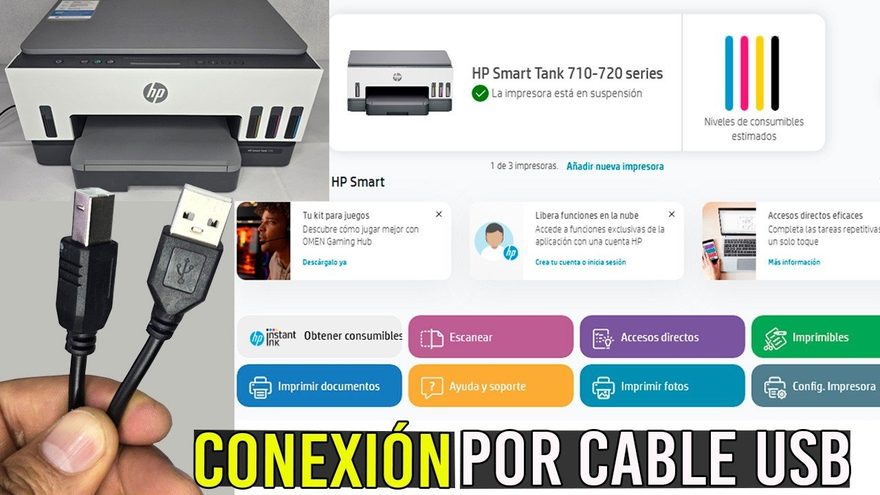 hp
HP Smart Tank 710-720 series
La impresora está en suspensión
Niveles de consumibles
estimados
1 de 3 impresoras.
Añadir nueva impresora
HP Smart
Tu kit para juegos
Descubre cómo jugar mejor con
OMEN Gaming Hub
Descárgalo ya
Libera funciones en la nube
Accede a funciones exclusivas de la
aplicación con una cuenta HP
Crea tu cuenta o inicia sesión
hp
Accesos directos eficaces
Completa las tareas repetitivas
un solo toque
Más información
hp instant ink
Obtener consumibles
Escanear
Accesos directos
Imprimibles
Imprimir documentos
Ayuda y soporte
Imprimir fotos
Config. Impresora
CONEXIÓN POR CABLE USB